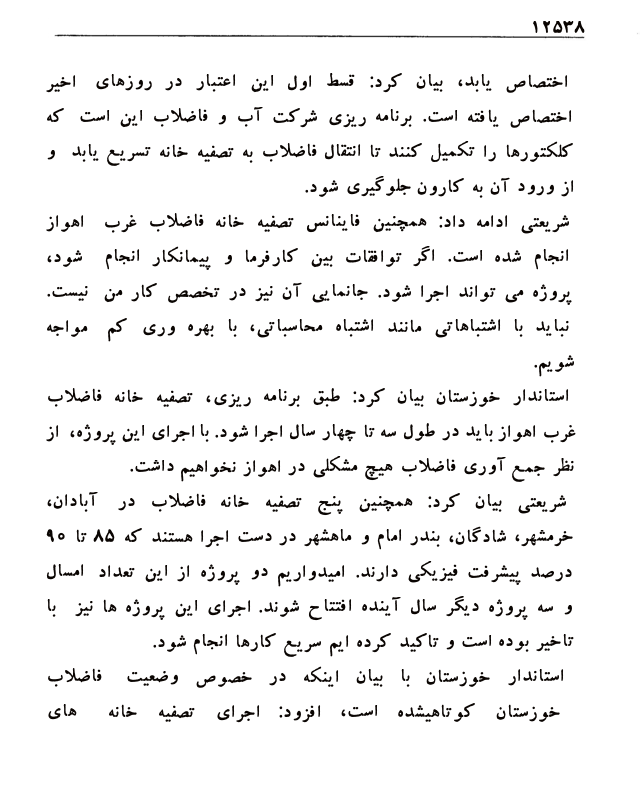 ۱۲۵۳۸
اختصاص یابد، بیان کرد: قسط اول این اعتبار در روزهای اخیر
اختصاص یافته است. برنامه ریزی شرکت آب و فاضلاب این است که
کلکتورها را تکمیل کنند تا انتقال فاضلاب به تصفیه خانه تسریع یابد و
از ورود آن به کارون جلوگیری شود.
شریعتی ادامه داد: همچنین فاینانس تصفیه خانه فاضلاب غرب اهواز
انجام شده است. اگر توافقات بین کارفرما و پیمانکار انجام شود،
پروژه می تواند اجرا شود. جانمایی آن نیز در تخصص کار من نیست.
نباید با اشتباهاتی مانند اشتباه محاسباتی، با بهره وری کم مواجه
شویم.
استاندار خوزستان بیان کرد: طبق برنامه ریزی، تصفیه خانه فاضلاب
غرب اهواز باید در طول سه تا چهار سال اجرا شود. با اجرای این پروژه، از
نظر جمع آوری فاضلاب هیچ مشکلی در اهواز نخواهیم داشت.
شریعتی بیان کرد: همچنین پنج تصفیه خانه فاضلاب در آبادان،
خرمشهر، شادگان، بندر امام و ماهشهر در دست اجرا هستند که ۸۵ تا ۹۰
درصد پیشرفت فیزیکی دارند. امیدواریم دو پروژه از این تعداد امسال
و سه پروژه دیگر سال آینده افتتاح شوند. اجرای این پروژه ها نیز با
تاخیر بوده است و تاکید کرده ایم سریع کارها انجام شود.
استاندار خوزستان با بیان اینکه در خصوص وضعیت فاضلاب
خوزستان کوتاهیشده است، افزود: اجرای تصفیه خانه های